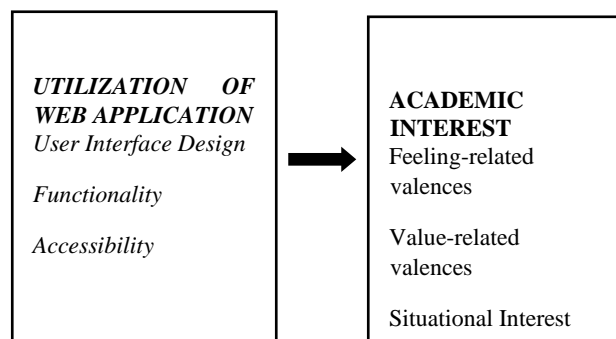 UTILIZATION OF
WEB APPLICATION
User Interface Design
Functionality
Accessibility
ACADEMIC
INTEREST
Feeling-related
valences
Value-related
valences
Situational Interest